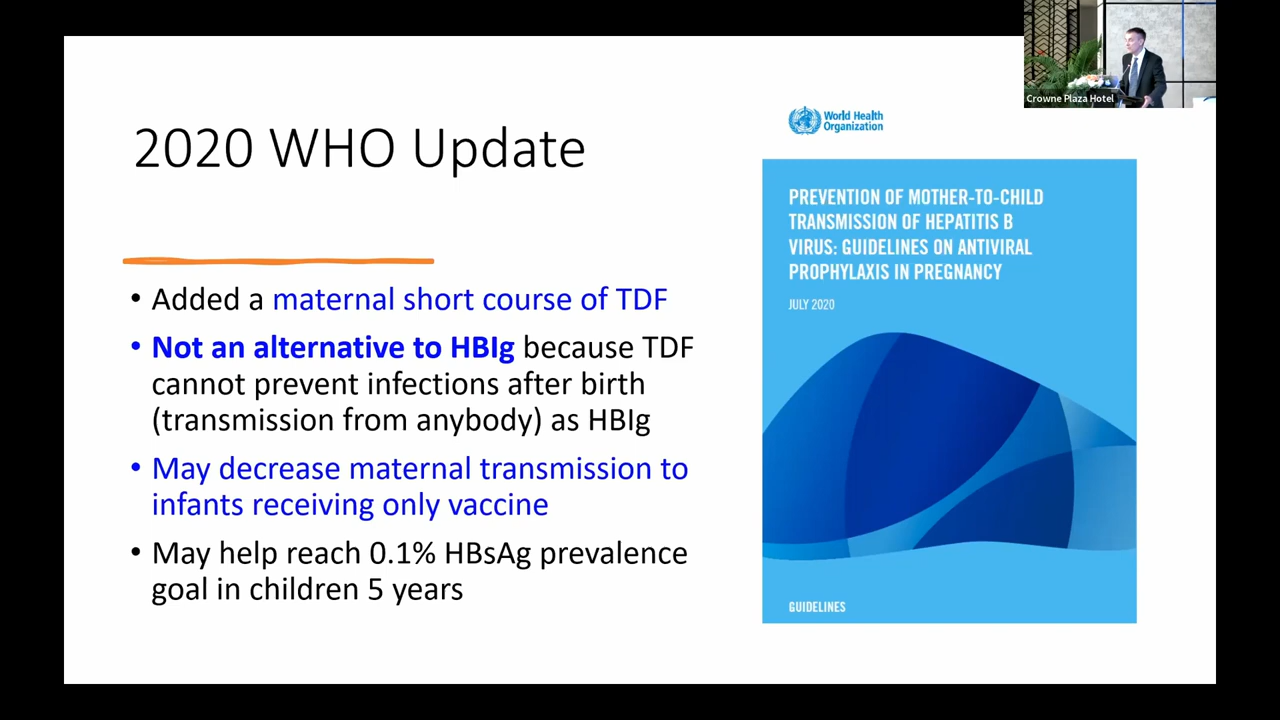 Crowne Plaza Hotel
World Health
Organization
2020 WHO Update
PREVENTION OF MOTHER-TO-CHILD
TRANSMISSION OF HEPATITIS B
VIRUS: GUIDELINES ON ANTIVIRAL
PROPHYLAXIS IN PREGNANCY
JULY 2020
• Added a maternal short course of TDF
• Not an alternative to HBIg because TDF
cannot prevent infections after birth
(transmission from anybody) as HBIg
• May decrease maternal transmission to
infants receiving only vaccine
• May help reach 0.1% HBsAg prevalence
goal in children 5 years
GUIDELINES